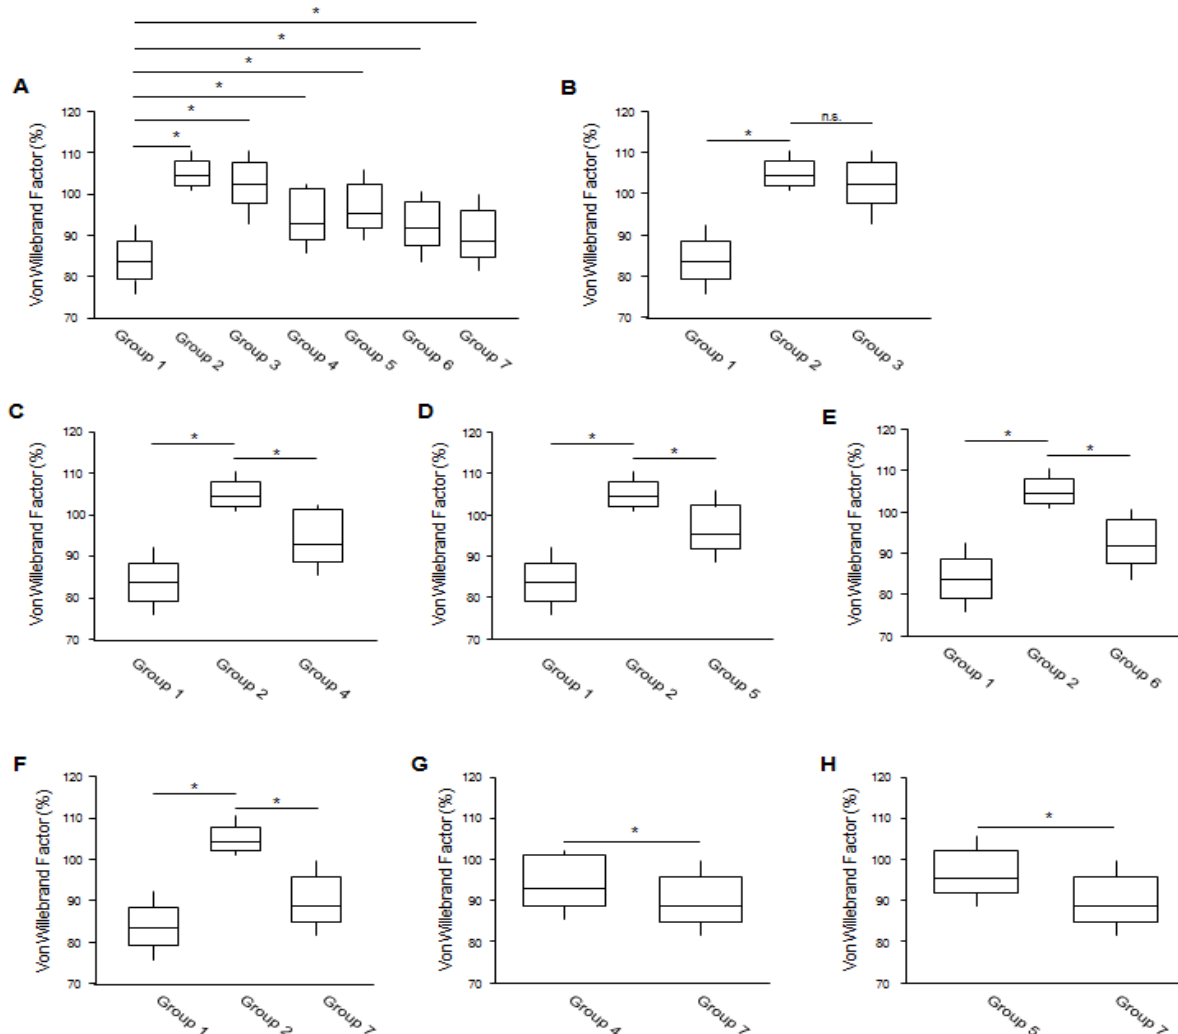 *
*
*
*
*
*
A
Von Willebrand Factor (%)
120
110
100
90
80
70
Group 1
Group 2
Group 3
Group 4
Group 5
Group 6
Group 7
B
Von Willebrand Factor (%)
120
110
100
90
80
70
*
n.s.
Group 1
Group 2
Group 3
C
Von Willebrand Factor (%)
120
110
100
90
80
70
*
*
Group 1
Group 2
Group 4
D
Von Willebrand Factor (%)
120
110
100
90
80
70
*
*
Group 1
Group 2
Group 5
E
Von Willebrand Factor (%)
120
110
100
90
80
70
*
*
Group 1
Group 2
Group 6
F
Von Willebrand Factor (%)
120
110
100
90
80
70
*
*
Group 1
Group 2
Group 7
G
Von Willebrand Factor (%)
120
110
100
90
80
70
*
Group 4
Group 7
H
Von Willebrand Factor (%)
120
110
100
90
80
70
*
Group 5
Group 7